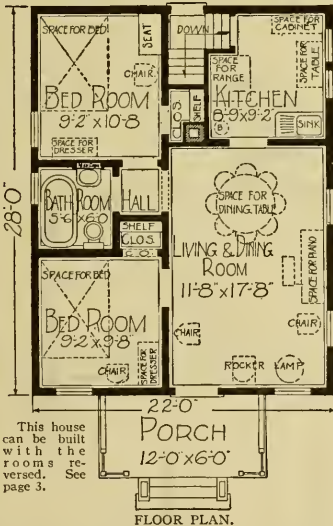 SPACE FOR BED
SEAT
CHAIR
BED ROOM
9'-2" x 10'-8
SPACE FOR
DRESSER
DOWN
CLOS.
SHELF
SPACE FOR
CABINET
SPACE
FOR
RANGE
SPACE FOR
TABLE
KITCHEN
8'-9 x 9'-2"
B
SINK
BATH ROOM
5'-6 x 6'-0
HALL
SHELF
CLOS.
SPACE FOR
DINING TABLE
LIVING & DINING
ROOM
11'-8" x 17'-8"
SPACE FOR PIANO
CHAIR
CHAIR
ROCKER
LAMP
SPACE FOR BED
BED ROOM
9'-2 x 9'-8
CHAIR
SPACE FOR
DRESSER
28'-0"
22'-0"
PORCH
12'-0 x 6'-0"
This house
can be built
with the
rooms re-
versed. See
page 3.
FLOOR PLAN.